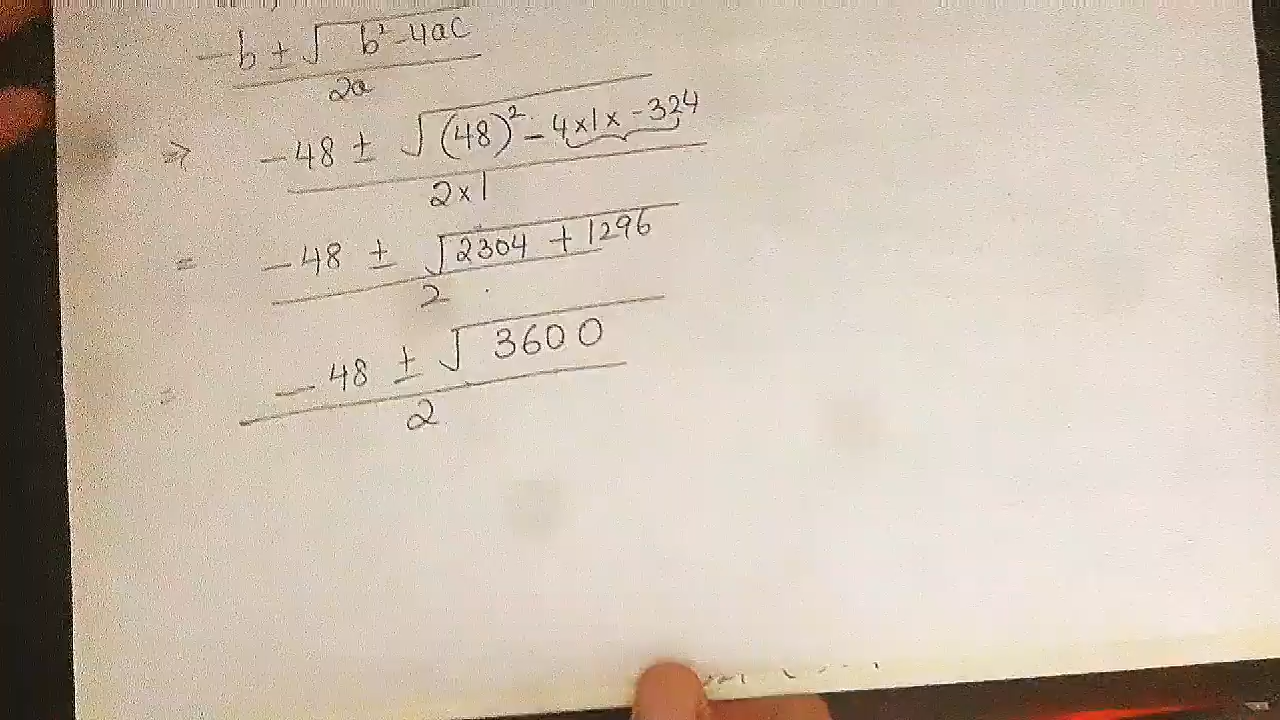 -b ± √ b² - 4ac
2a
⇒ -48 ± √(48)² - 4×1× -324
2×1
= -48 ± √2304 + 1296
2
= -48 ± √3600
2